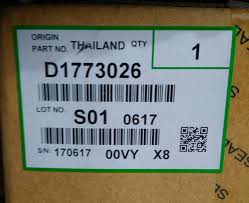 ORIGIN THAILAND QTY 1
PART NO.
D1773026
LOT NO. S01 0617
S/N: 170617 00VY X8